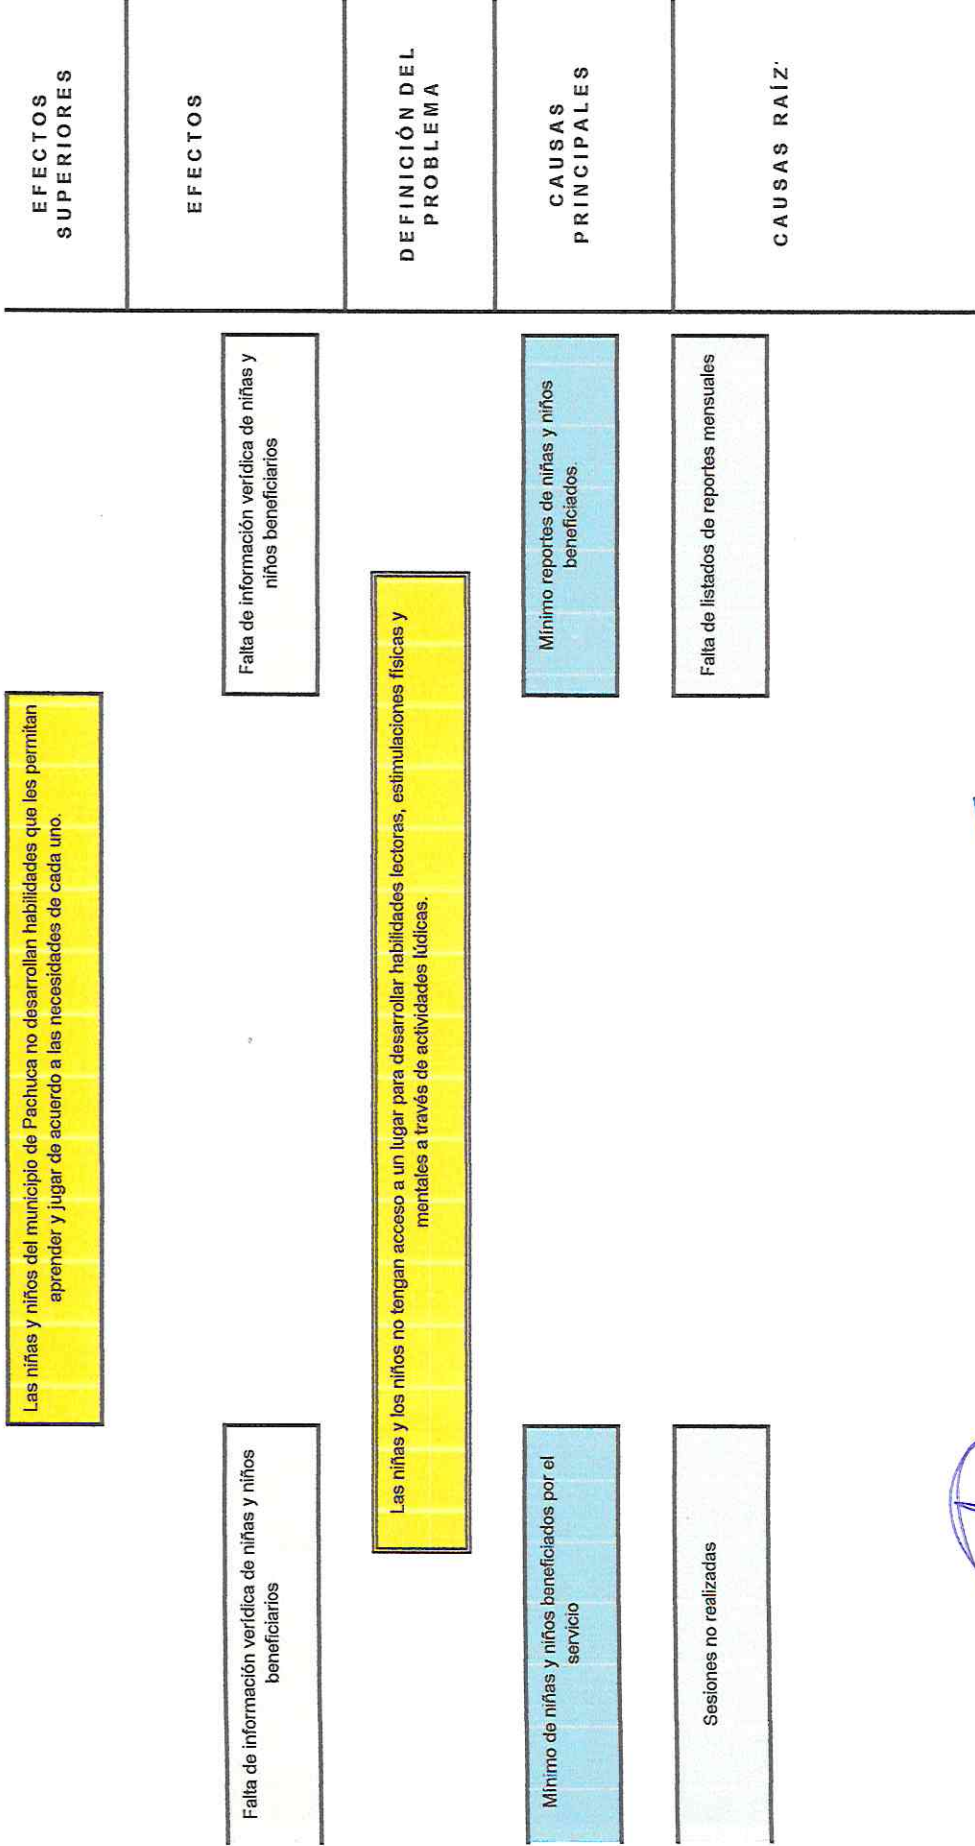 Las niñas y niños del municipio de Pachuca no desarrollan habilidades que les permitan
aprender y jugar de acuerdo a las necesidades de cada uno.
EFECTOS
SUPERIORES
Falta de información verídica de niñas y niños
beneficiarios
Falta de información verídica de niñas y
niños beneficiarios
EFECTOS
Las niñas y los niños no tengan acceso a un lugar para desarrollar habilidades lectoras, estimulaciones físicas y
mentales a través de actividades lúdicas.
DEFINICIÓN DEL
PROBLEMA
Mínimo de niñas y niños beneficiados por el
servicio
Mínimo reportes de niñas y niños
beneficiados.
CAUSAS
PRINCIPALES
Sesiones no realizadas
Falta de listados de reportes mensuales
CAUSAS RAÍZ